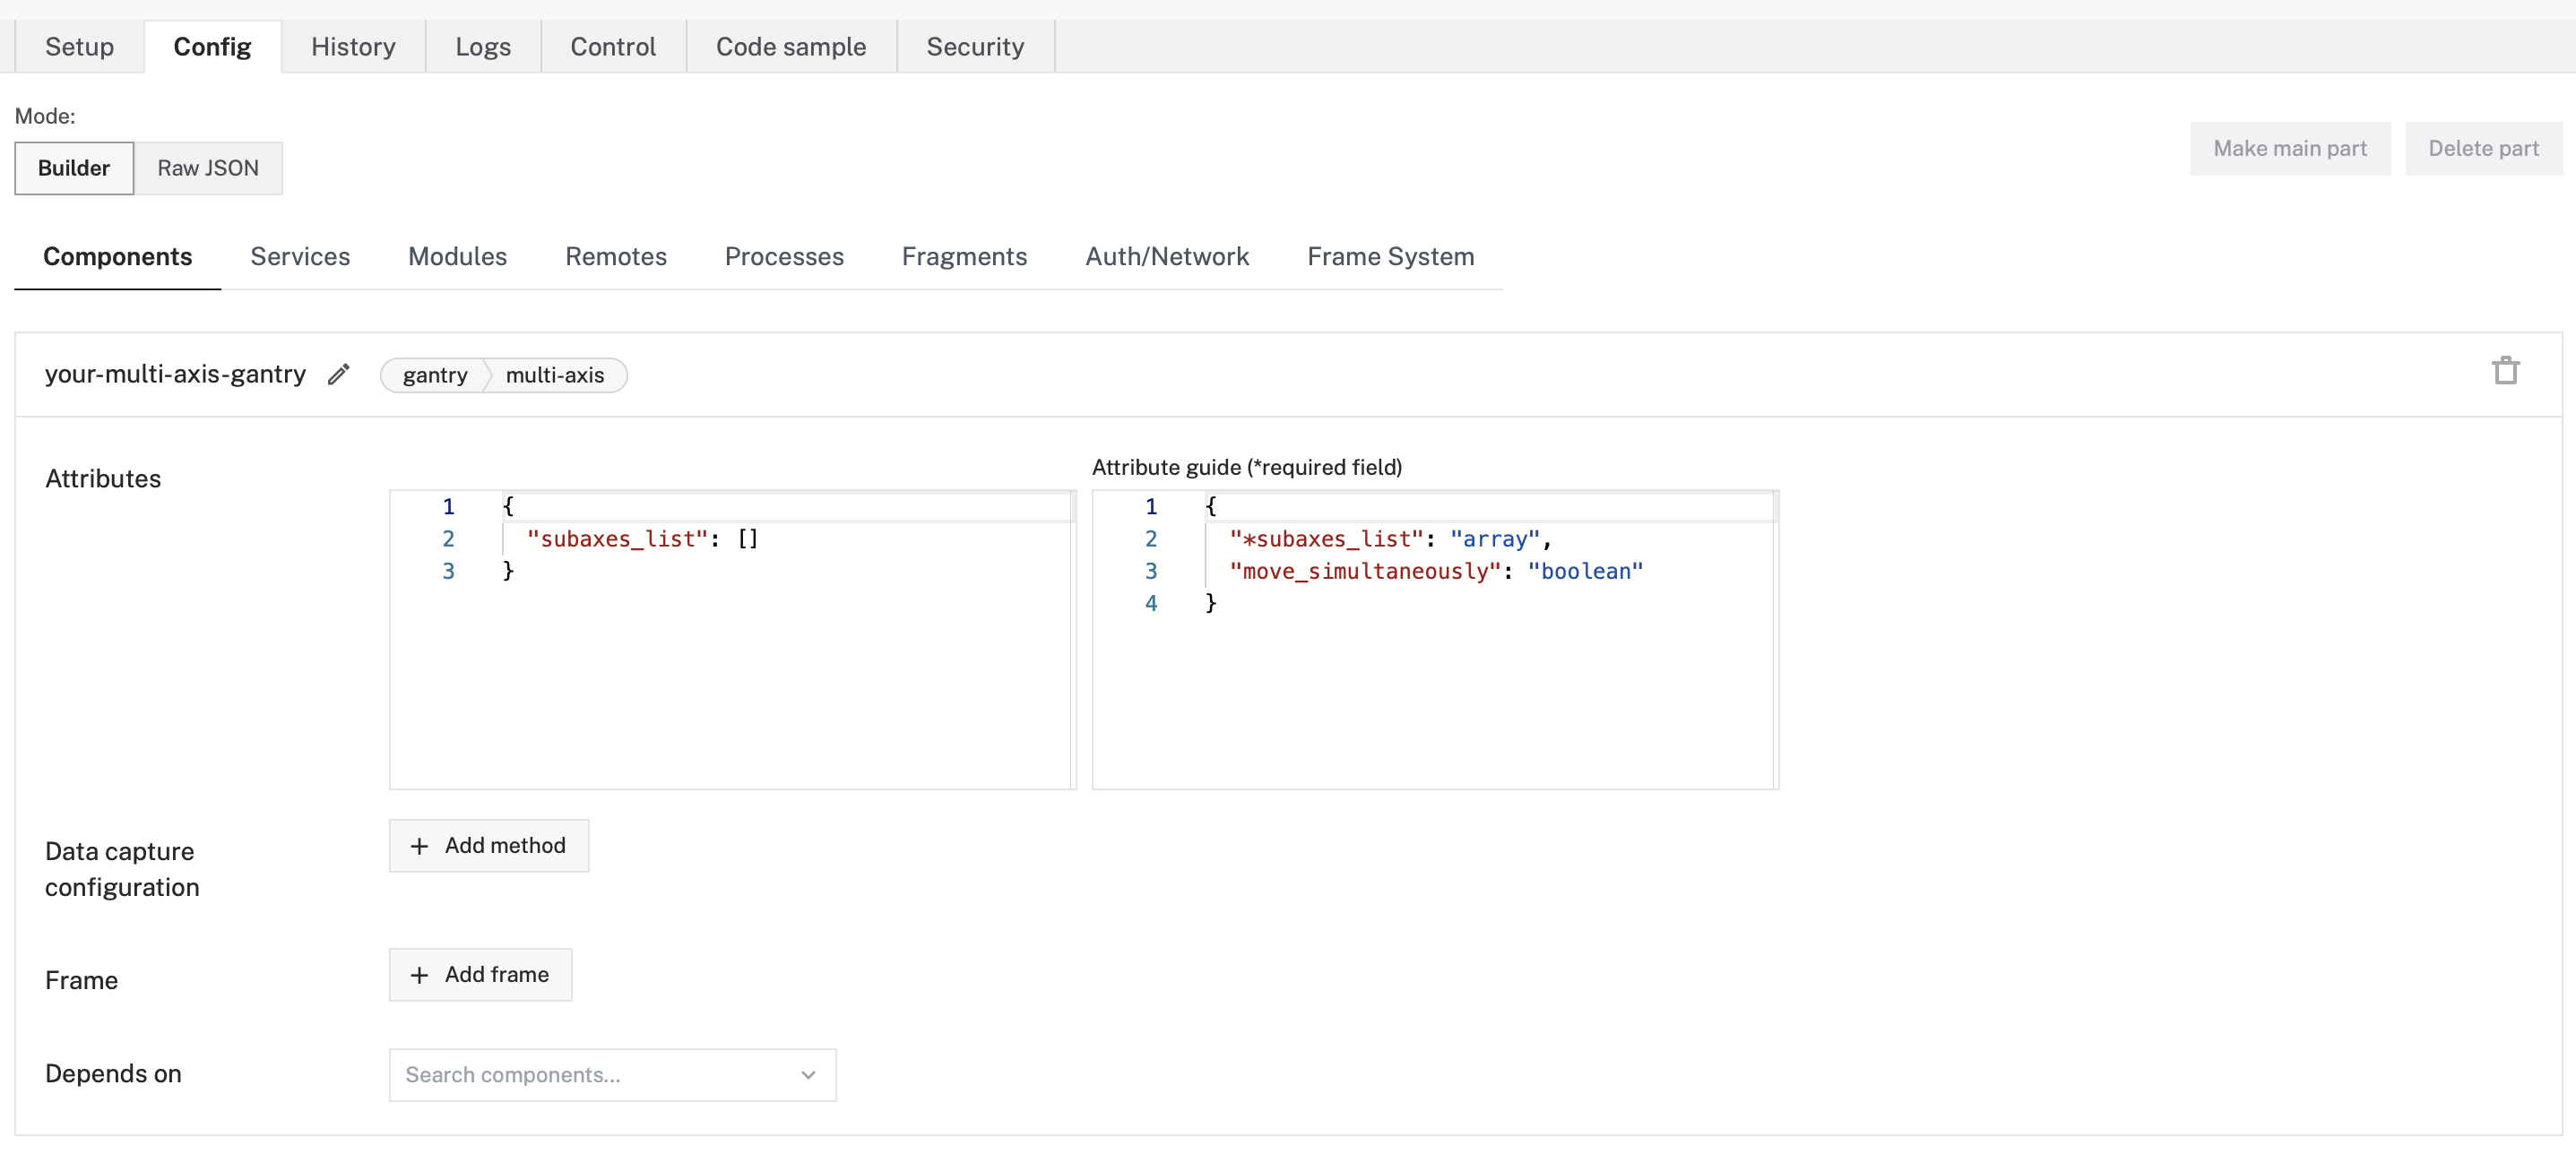 Setup Config History Logs Control Code sample Security
Mode:
Builder Raw JSON
Make main part Delete part
Components Services Modules Remotes Processes Fragments Auth/Network Frame System
your-multi-axis-gantry gantry multi-axis
Attributes
1 {
2 "subaxes_list": []
3 }
Attribute guide (*required field)
1 {
2 "*subaxes_list": "array",
3 "move_simultaneously": "boolean"
4 }
Data capture
configuration
+ Add method
Frame
+ Add frame
Depends on
Search components...